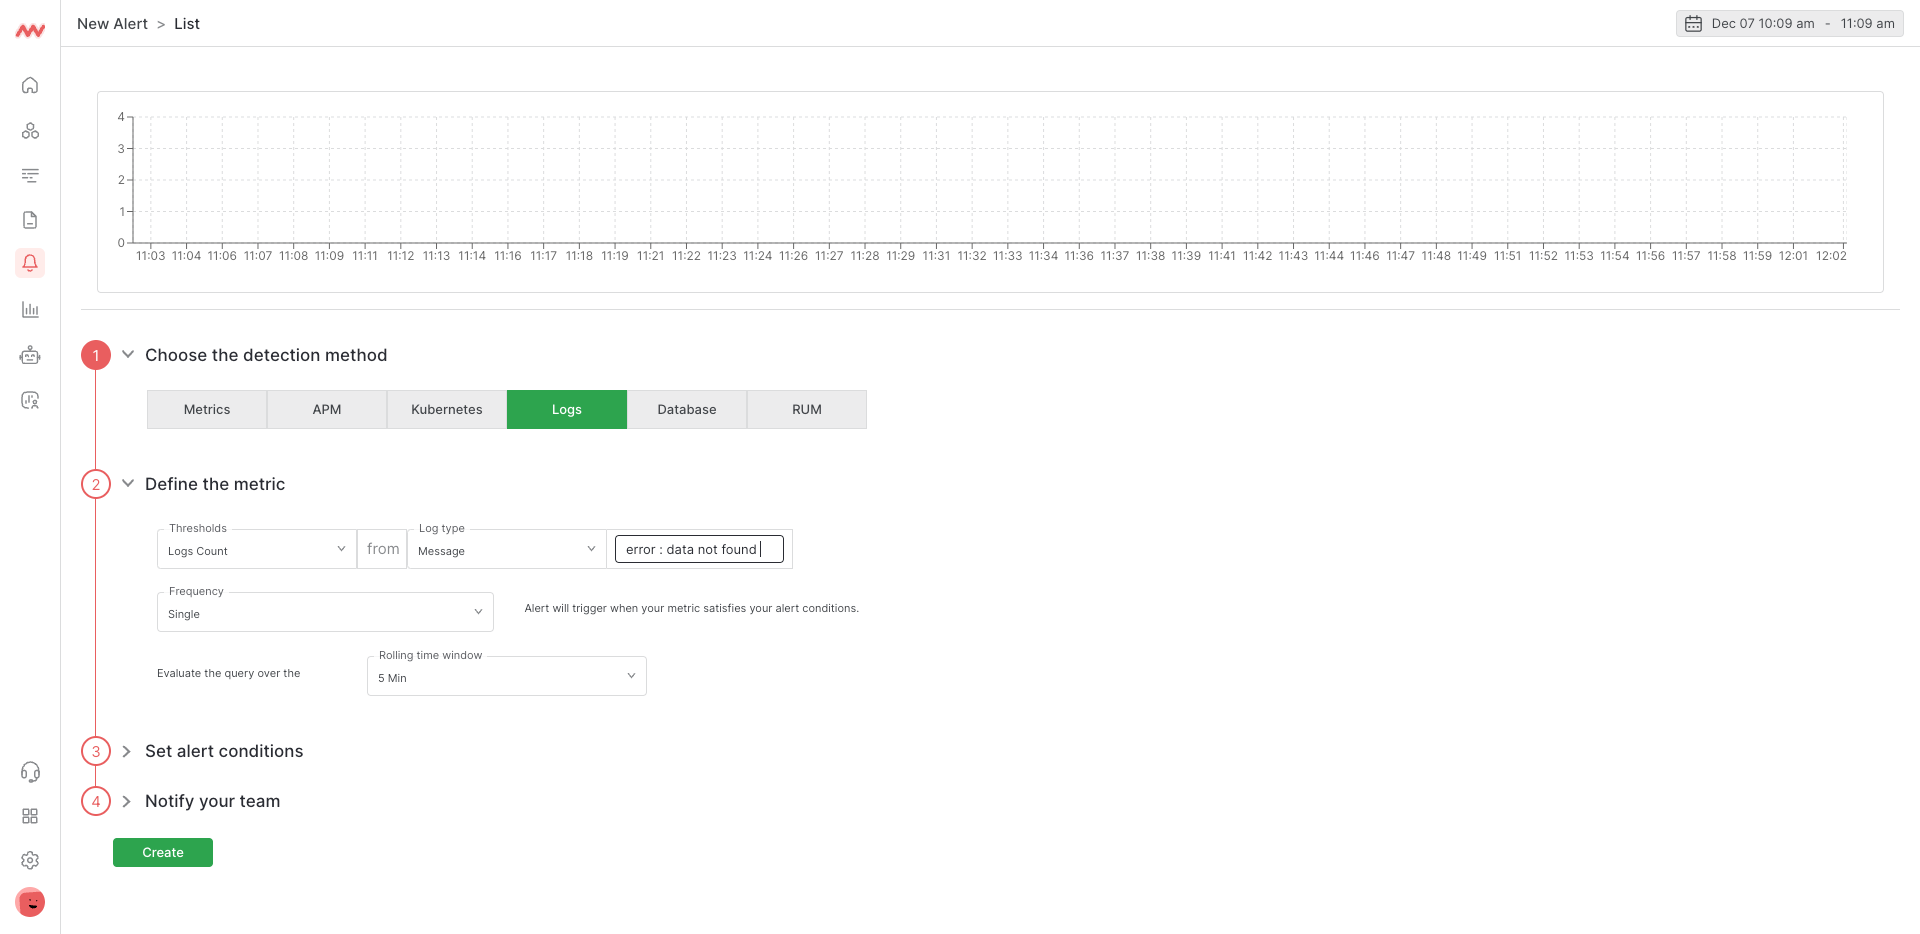 New Alert > List
Dec 07 10:09 am - 11:09 am
4
3
2
1
0
11:03 11:04 11:06 11:07 11:08 11:09 11:11 11:12 11:13 11:14 11:16 11:17 11:18 11:19 11:21 11:22 11:23 11:24 11:26 11:27 11:28 11:29 11:31 11:32 11:33 11:34 11:36 11:37 11:38 11:39 11:41 11:42 11:43 11:44 11:46 11:47 11:48 11:49 11:51 11:52 11:53 11:54 11:56 11:57 11:58 11:59 12:01 12:02
1 Choose the detection method
Metrics APM Kubernetes Logs Database RUM
2 Define the metric
Thresholds Log type
Logs Count from Message error : data not found
Frequency
Single Alert will trigger when your metric satisfies your alert conditions.
Rolling time window
Evaluate the query over the 5 Min
3 Set alert conditions
4 Notify your team
Create